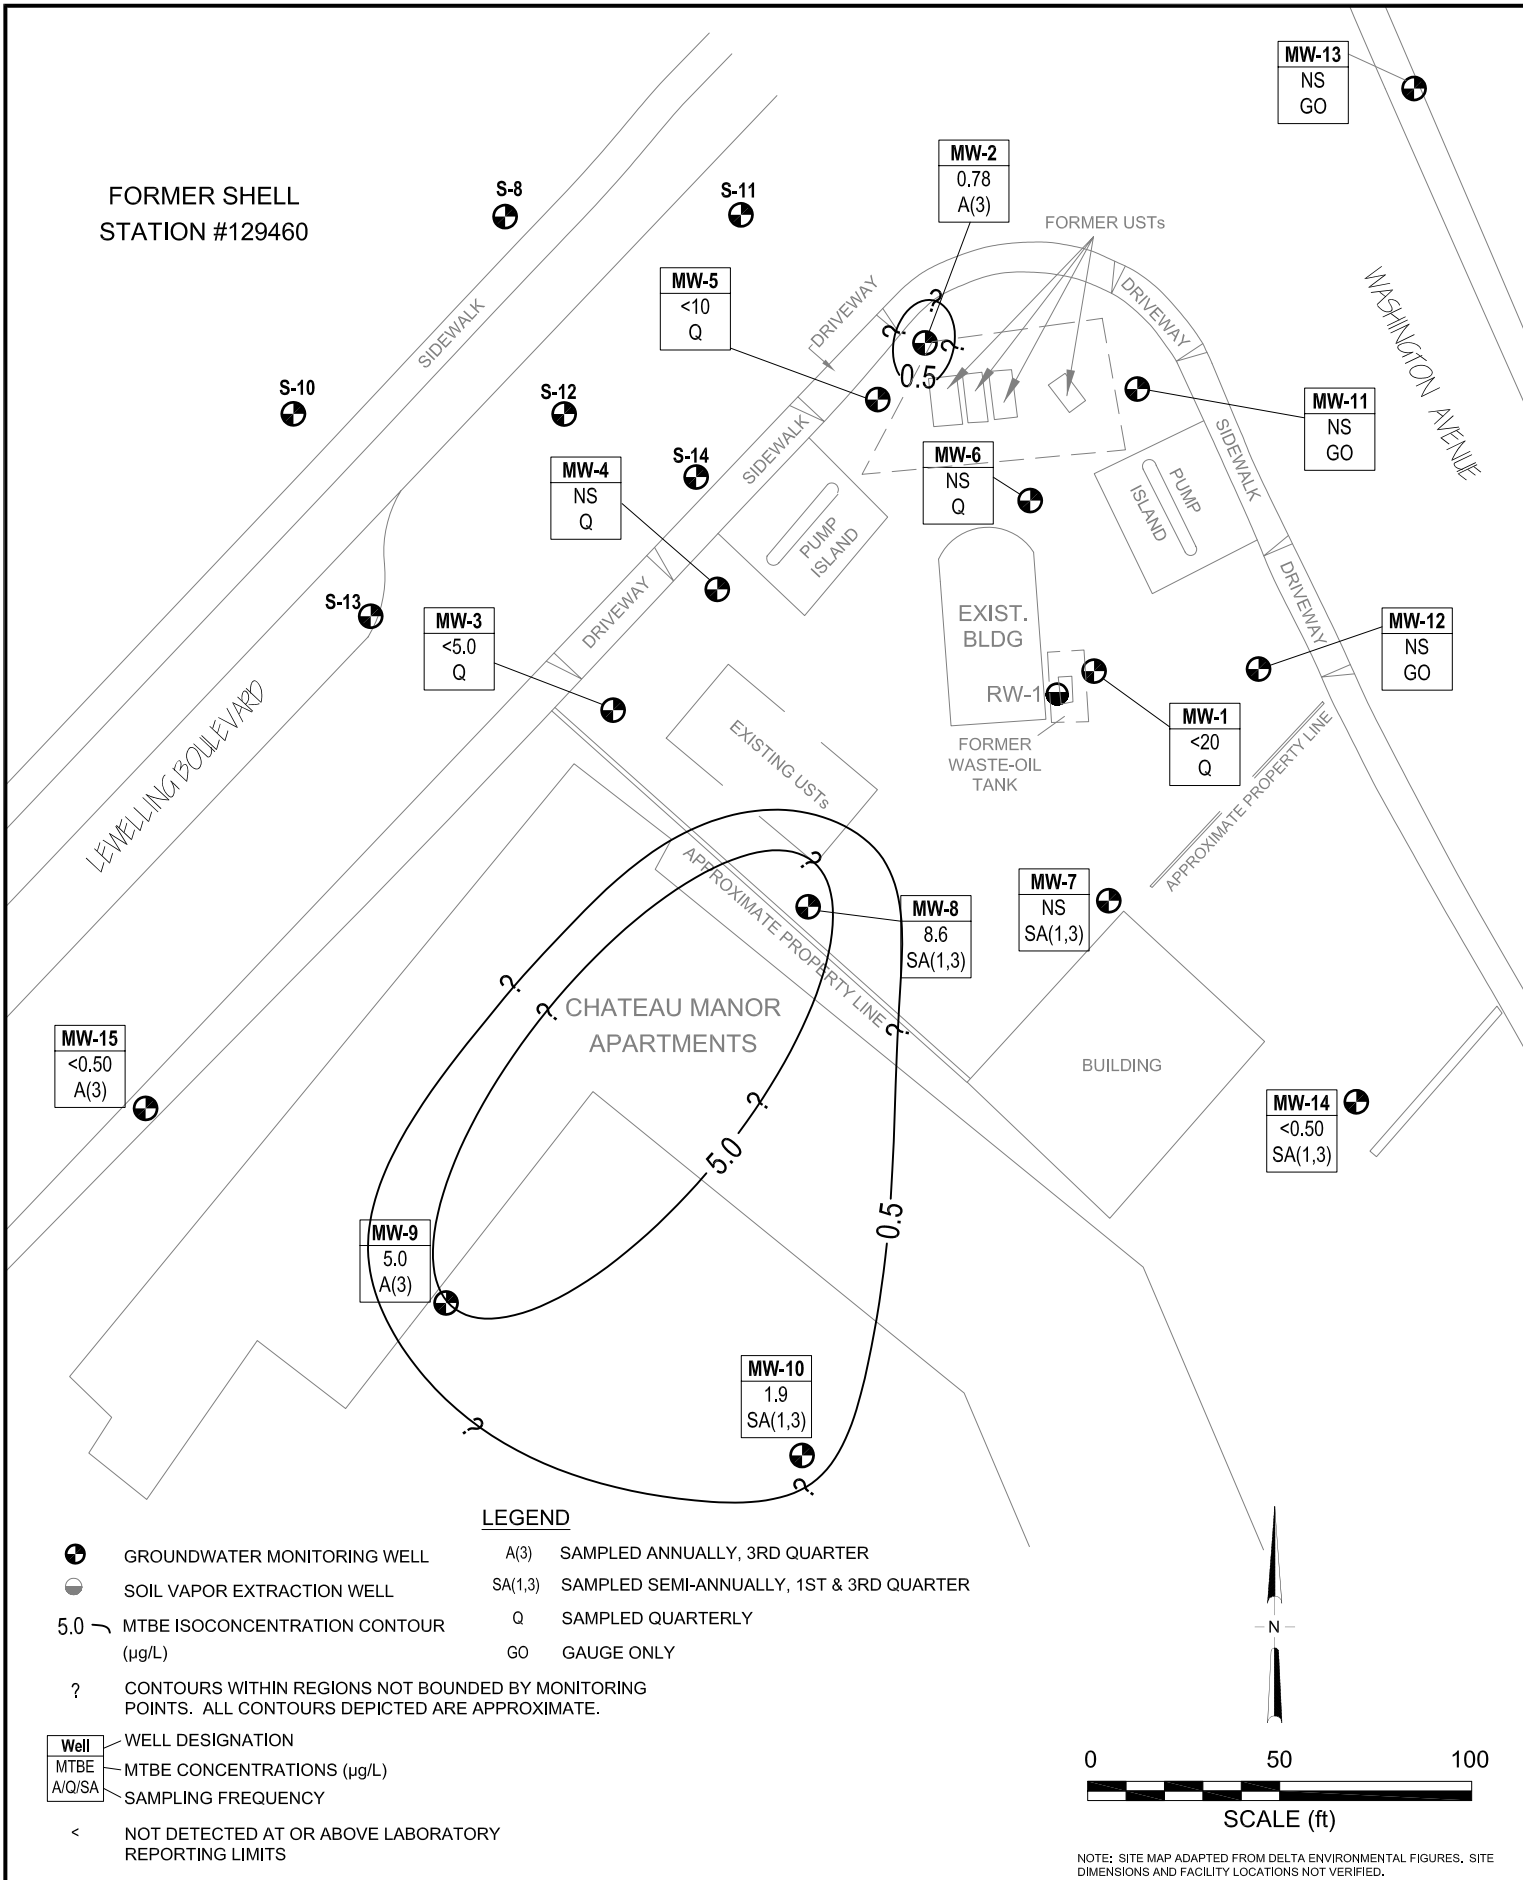 MW-13
NS
GO
MW-2
0.78
A(3)
FORMER SHELL
STATION #129460
S-8
S-11
FORMER USTs
MW-5
<10
Q
DRIVEWAY
DRIVEWAY
WASHINGTON AVENUE
SIDEWALK
?
?
?
0.5
S-10
S-12
MW-11
NS
GO
SIDEWALK
SIDEWALK
S-14
MW-4
NS
Q
MW-6
NS
Q
PUMP
ISLAND
PUMP
ISLAND
DRIVEWAY
DRIVEWAY
S-13
MW-3
<5.0
Q
EXIST.
BLDG
MW-12
NS
GO
RW-1
MW-1
<20
Q
LEWELLING BOULEVARD
EXISTING USTs
FORMER
WASTE-OIL
TANK
APPROXIMATE PROPERTY LINE
APPROXIMATE PROPERTY LINE
?
MW-7
NS
SA(1,3)
MW-8
8.6
SA(1,3)
?
?
?
CHATEAU MANOR
APARTMENTS
MW-15
<0.50
A(3)
BUILDING
MW-14
<0.50
SA(1,3)
?
5.0
0.5
MW-9
5.0
A(3)
MW-10
1.9
SA(1,3)
?
?
LEGEND
GROUNDWATER MONITORING WELL
SOIL VAPOR EXTRACTION WELL
5.0 MTBE ISOCONCENTRATION CONTOUR
(µg/L)
? CONTOURS WITHIN REGIONS NOT BOUNDED BY MONITORING
POINTS. ALL CONTOURS DEPICTED ARE APPROXIMATE.
Well WELL DESIGNATION
MTBE MTBE CONCENTRATIONS (µg/L)
A/Q/SA SAMPLING FREQUENCY
< NOT DETECTED AT OR ABOVE LABORATORY
REPORTING LIMITS
A(3) SAMPLED ANNUALLY, 3RD QUARTER
SA(1,3) SAMPLED SEMI-ANNUALLY, 1ST & 3RD QUARTER
Q SAMPLED QUARTERLY
GO GAUGE ONLY
N
0 50 100
SCALE (ft)
NOTE: SITE MAP ADAPTED FROM DELTA ENVIRONMENTAL FIGURES. SITE
DIMENSIONS AND FACILITY LOCATIONS NOT VERIFIED.